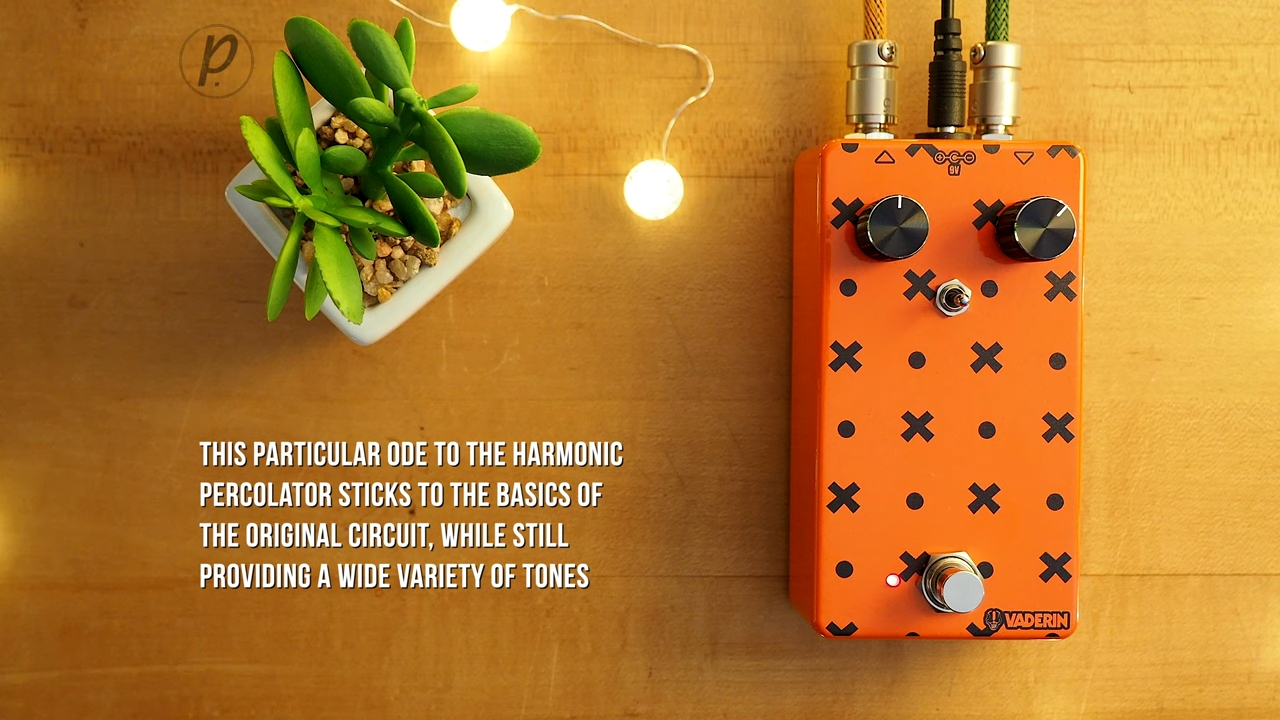 p.
9V
THIS PARTICULAR ODE TO THE HARMONIC
PERCOLATOR STICKS TO THE BASICS OF
THE ORIGINAL CIRCUIT, WHILE STILL
PROVIDING A WIDE VARIETY OF TONES
VADERIN